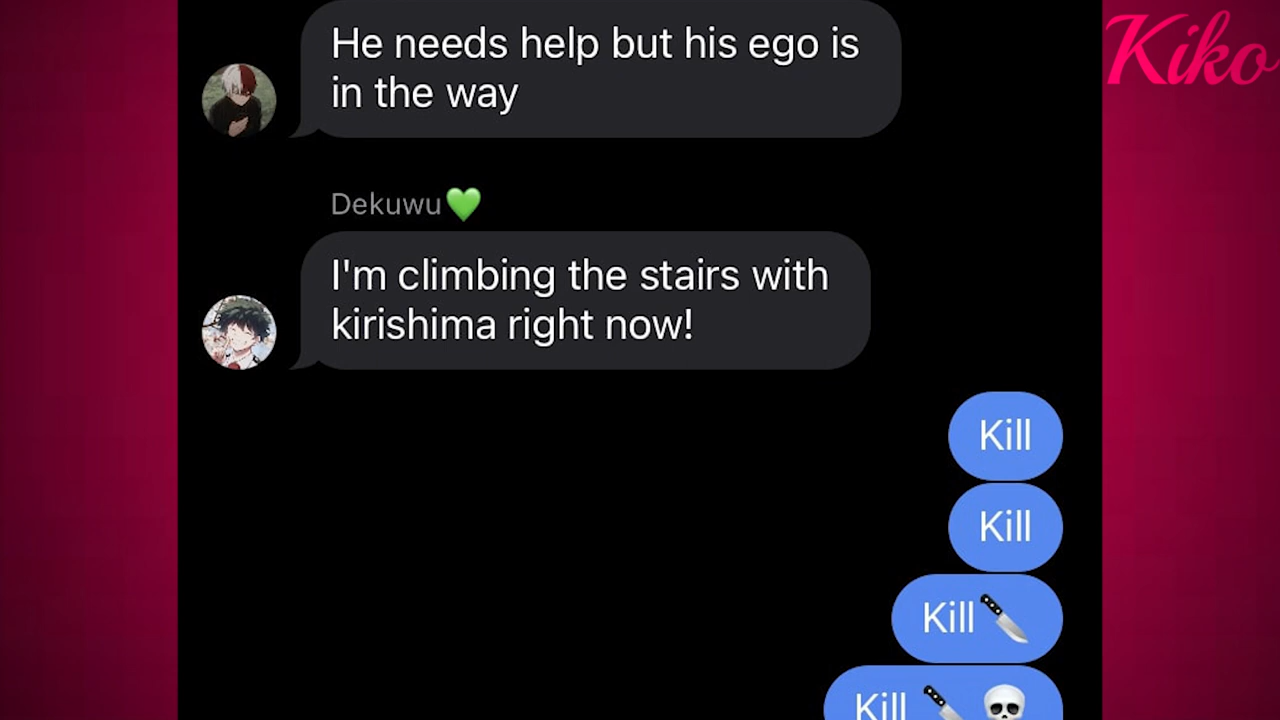 Kiko
He needs help but his ego is
in the way
Dekuwu💚
I'm climbing the stairs with
kirishima right now!
Kill
Kill
Kill🔪
Kill 🔪 💀